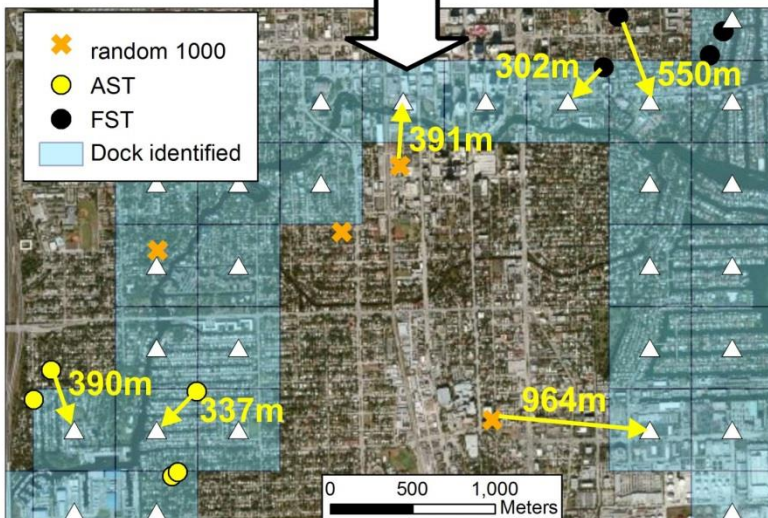 random 1000
AST
FST
Dock identified
302m
550m
391m
390m
337m
964m
0 500 1,000
Meters